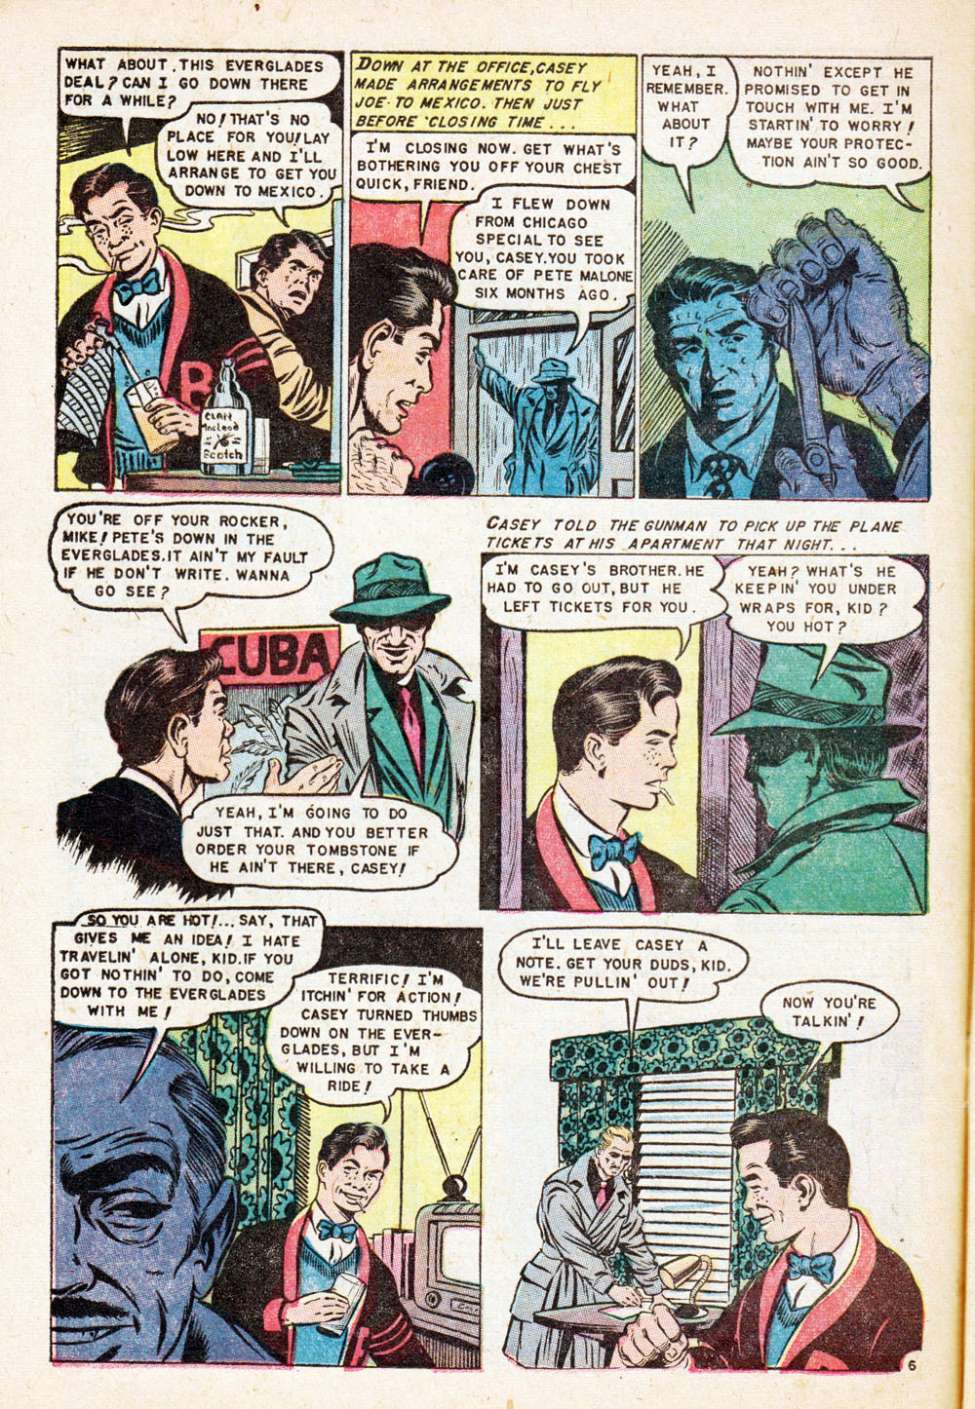 WHAT ABOUT THIS EVERGLADES
DEAL? CAN I GO DOWN THERE
FOR A WHILE?
NO! THAT'S NO
PLACE FOR YOU! LAY
LOW HERE AND I'LL
ARRANGE TO GET YOU
DOWN TO MEXICO.
B
Scotch
DOWN AT THE OFFICE, CASEY
MADE ARRANGEMENTS TO FLY
JOE TO MEXICO. THEN JUST
BEFORE CLOSING TIME...
I'M CLOSING NOW. GET WHAT'S
BOTHERING YOU OFF YOUR CHEST
QUICK, FRIEND.
I FLEW DOWN
FROM CHICAGO
SPECIAL TO SEE
YOU, CASEY. YOU TOOK
CARE OF PETE MALONE
SIX MONTHS AGO.
YEAH, I
REMEMBER.
WHAT
ABOUT
IT?
NOTHIN' EXCEPT HE
PROMISED TO GET IN
TOUCH WITH ME. I'M
STARTIN' TO WORRY!
MAYBE YOUR PROTEC-
TION AIN'T SO GOOD.
YOU'RE OFF YOUR ROCKER,
MIKE! PETE'S DOWN IN THE
EVERGLADES. IT AIN'T MY FAULT
IF HE DON'T WRITE. WANNA
GO SEE?
CUBA
YEAH, I'M GOING TO DO
JUST THAT. AND YOU BETTER
ORDER YOUR TOMBSTONE IF
HE AIN'T THERE, CASEY!
CASEY TOLD THE GUNMAN TO PICK UP THE PLANE
TICKETS AT HIS APARTMENT THAT NIGHT...
I'M CASEY'S BROTHER. HE
HAD TO GO OUT, BUT HE
LEFT TICKETS FOR YOU.
YEAH? WHAT'S HE
KEEPIN' YOU UNDER
WRAPS FOR, KID?
YOU HOT?
SO YOU ARE HOT!... SAY, THAT
GIVES ME AN IDEA! I HATE
TRAVELIN' ALONE, KID. IF YOU
GOT NOTHIN' TO DO, COME
DOWN TO THE EVERGLADES
WITH ME!
TERRIFIC! I'M
ITCHIN' FOR ACTION!
CASEY TURNED THUMBS
DOWN ON THE EVER-
GLADES, BUT I'M
WILLING TO TAKE A
RIDE!
I'LL LEAVE CASEY A
NOTE. GET YOUR DUDS, KID.
WE'RE PULLIN' OUT!
NOW YOU'RE
TALKIN'!
6